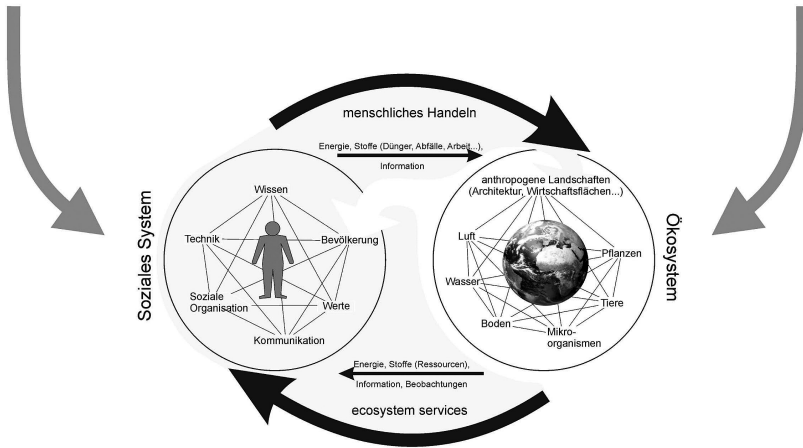 menschliches Handeln
Energie, Stoffe (Dünger, Abfälle, Arbeit...),
Information
Soziales System
Wissen
Technik
Bevölkerung
Soziale
Organisation
Werte
Kommunikation
anthropogene Landschaften
(Architektur, Wirtschaftsflächen...)
Luft
Pflanzen
Wasser
Tiere
Boden
Mikro-
organismen
Ökosystem
Energie, Stoffe (Ressourcen),
Information, Beobachtungen
ecosystem services